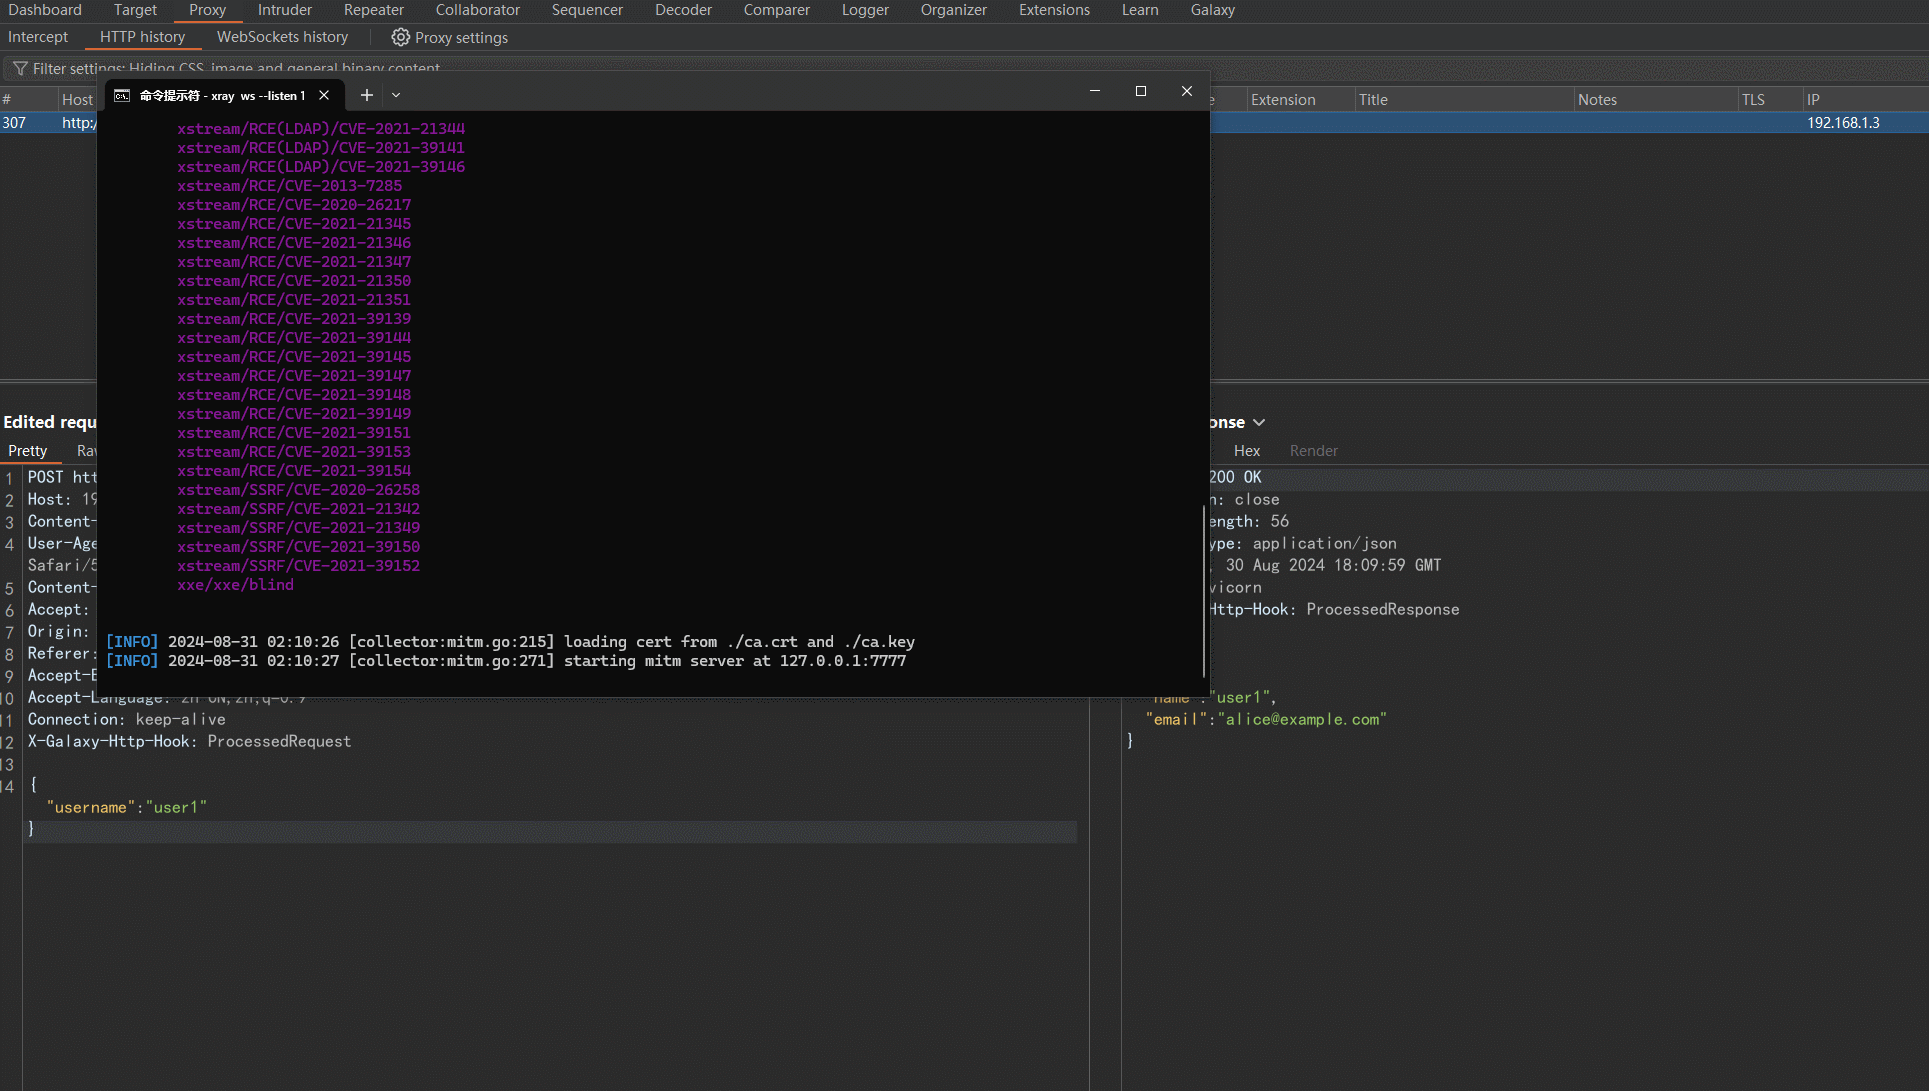 Dashboard Target Proxy Intruder Repeater Collaborator Sequencer Decoder Comparer Logger Organizer Extensions Learn Galaxy
Intercept HTTP history WebSockets history Proxy settings
Filter settings: Hiding CSS, image and general binary content
# Host Extension Title Notes TLS IP
307 http:/ 192.168.1.3
命令提示符 - xray ws --listen 1
xstream/RCE(LDAP)/CVE-2021-21344
xstream/RCE(LDAP)/CVE-2021-39141
xstream/RCE(LDAP)/CVE-2021-39146
xstream/RCE/CVE-2013-7285
xstream/RCE/CVE-2020-26217
xstream/RCE/CVE-2021-21345
xstream/RCE/CVE-2021-21346
xstream/RCE/CVE-2021-21347
xstream/RCE/CVE-2021-21350
xstream/RCE/CVE-2021-21351
xstream/RCE/CVE-2021-39139
xstream/RCE/CVE-2021-39144
xstream/RCE/CVE-2021-39145
xstream/RCE/CVE-2021-39147
xstream/RCE/CVE-2021-39148
xstream/RCE/CVE-2021-39149
xstream/RCE/CVE-2021-39151
xstream/RCE/CVE-2021-39153
xstream/RCE/CVE-2021-39154
xstream/SSRF/CVE-2020-26258
xstream/SSRF/CVE-2021-21342
xstream/SSRF/CVE-2021-21349
xstream/SSRF/CVE-2021-39150
xstream/SSRF/CVE-2021-39152
xxe/xxe/blind
[INFO] 2024-08-31 02:10:26 [collector:mitm.go:215] loading cert from ./ca.crt and ./ca.key
[INFO] 2024-08-31 02:10:27 [collector:mitm.go:271] starting mitm server at 127.0.0.1:7777
Edited requ
Pretty Rav
1 POST htt
2 Host: 19
3 Content-
4 User-Age
Safari/5
5 Content-
6 Accept:
7 Origin:
8 Referer:
9 Accept-E
10 Accept-Language: zh-CN,zh;q=0.9
11 Connection: keep-alive
12 X-Galaxy-Http-Hook: ProcessedRequest
13
14 {
"username":"user1"
}
onse
Hex Render
200 OK
n: close
ength: 56
ype: application/json
, 30 Aug 2024 18:09:59 GMT
vicorn
Http-Hook: ProcessedResponse
"name":"user1",
"email":"alice@example.com"
}